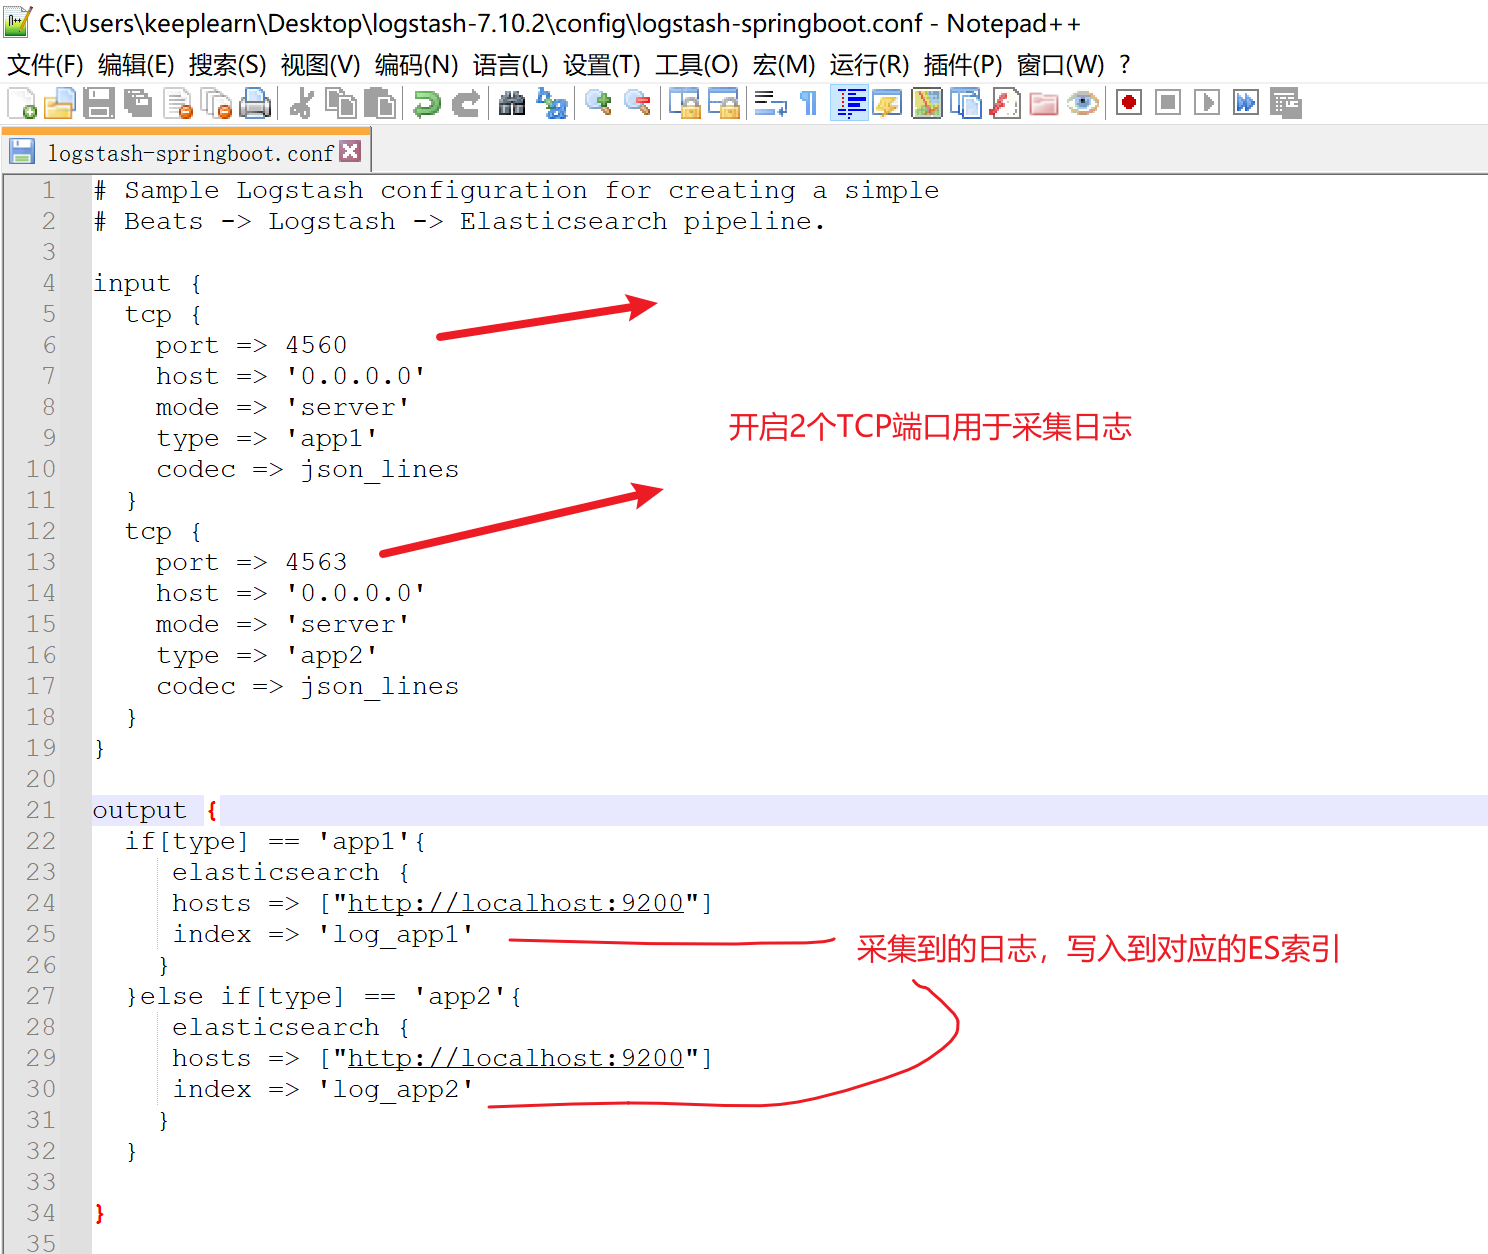 C:\Users\keeplearn\Desktop\logstash-7.10.2\config\logstash-springboot.conf - Notepad++
文件(F) 编辑(E) 搜索(S) 视图(V) 编码(N) 语言(L) 设置(T) 工具(O) 宏(M) 运行(R) 插件(P) 窗口(W) ?
logstash-springboot.conf
1 # Sample Logstash configuration for creating a simple
2 # Beats -> Logstash -> Elasticsearch pipeline.
3
4 input {
5 tcp {
6 port => 4560
7 host => '0.0.0.0'
8 mode => 'server'
9 type => 'app1'
开启2个TCP端口用于采集日志
10 codec => json_lines
11 }
12 tcp {
13 port => 4563
14 host => '0.0.0.0'
15 mode => 'server'
16 type => 'app2'
17 codec => json_lines
18 }
19 }
20
21 output {
22 if[type] == 'app1'{
23 elasticsearch {
24 hosts => ["http://localhost:9200"]
25 index => 'log_app1'
采集到的日志，写入到对应的ES索引
26 }
27 }else if[type] == 'app2'{
28 elasticsearch {
29 hosts => ["http://localhost:9200"]
30 index => 'log_app2'
31 }
32 }
33
34 }
35